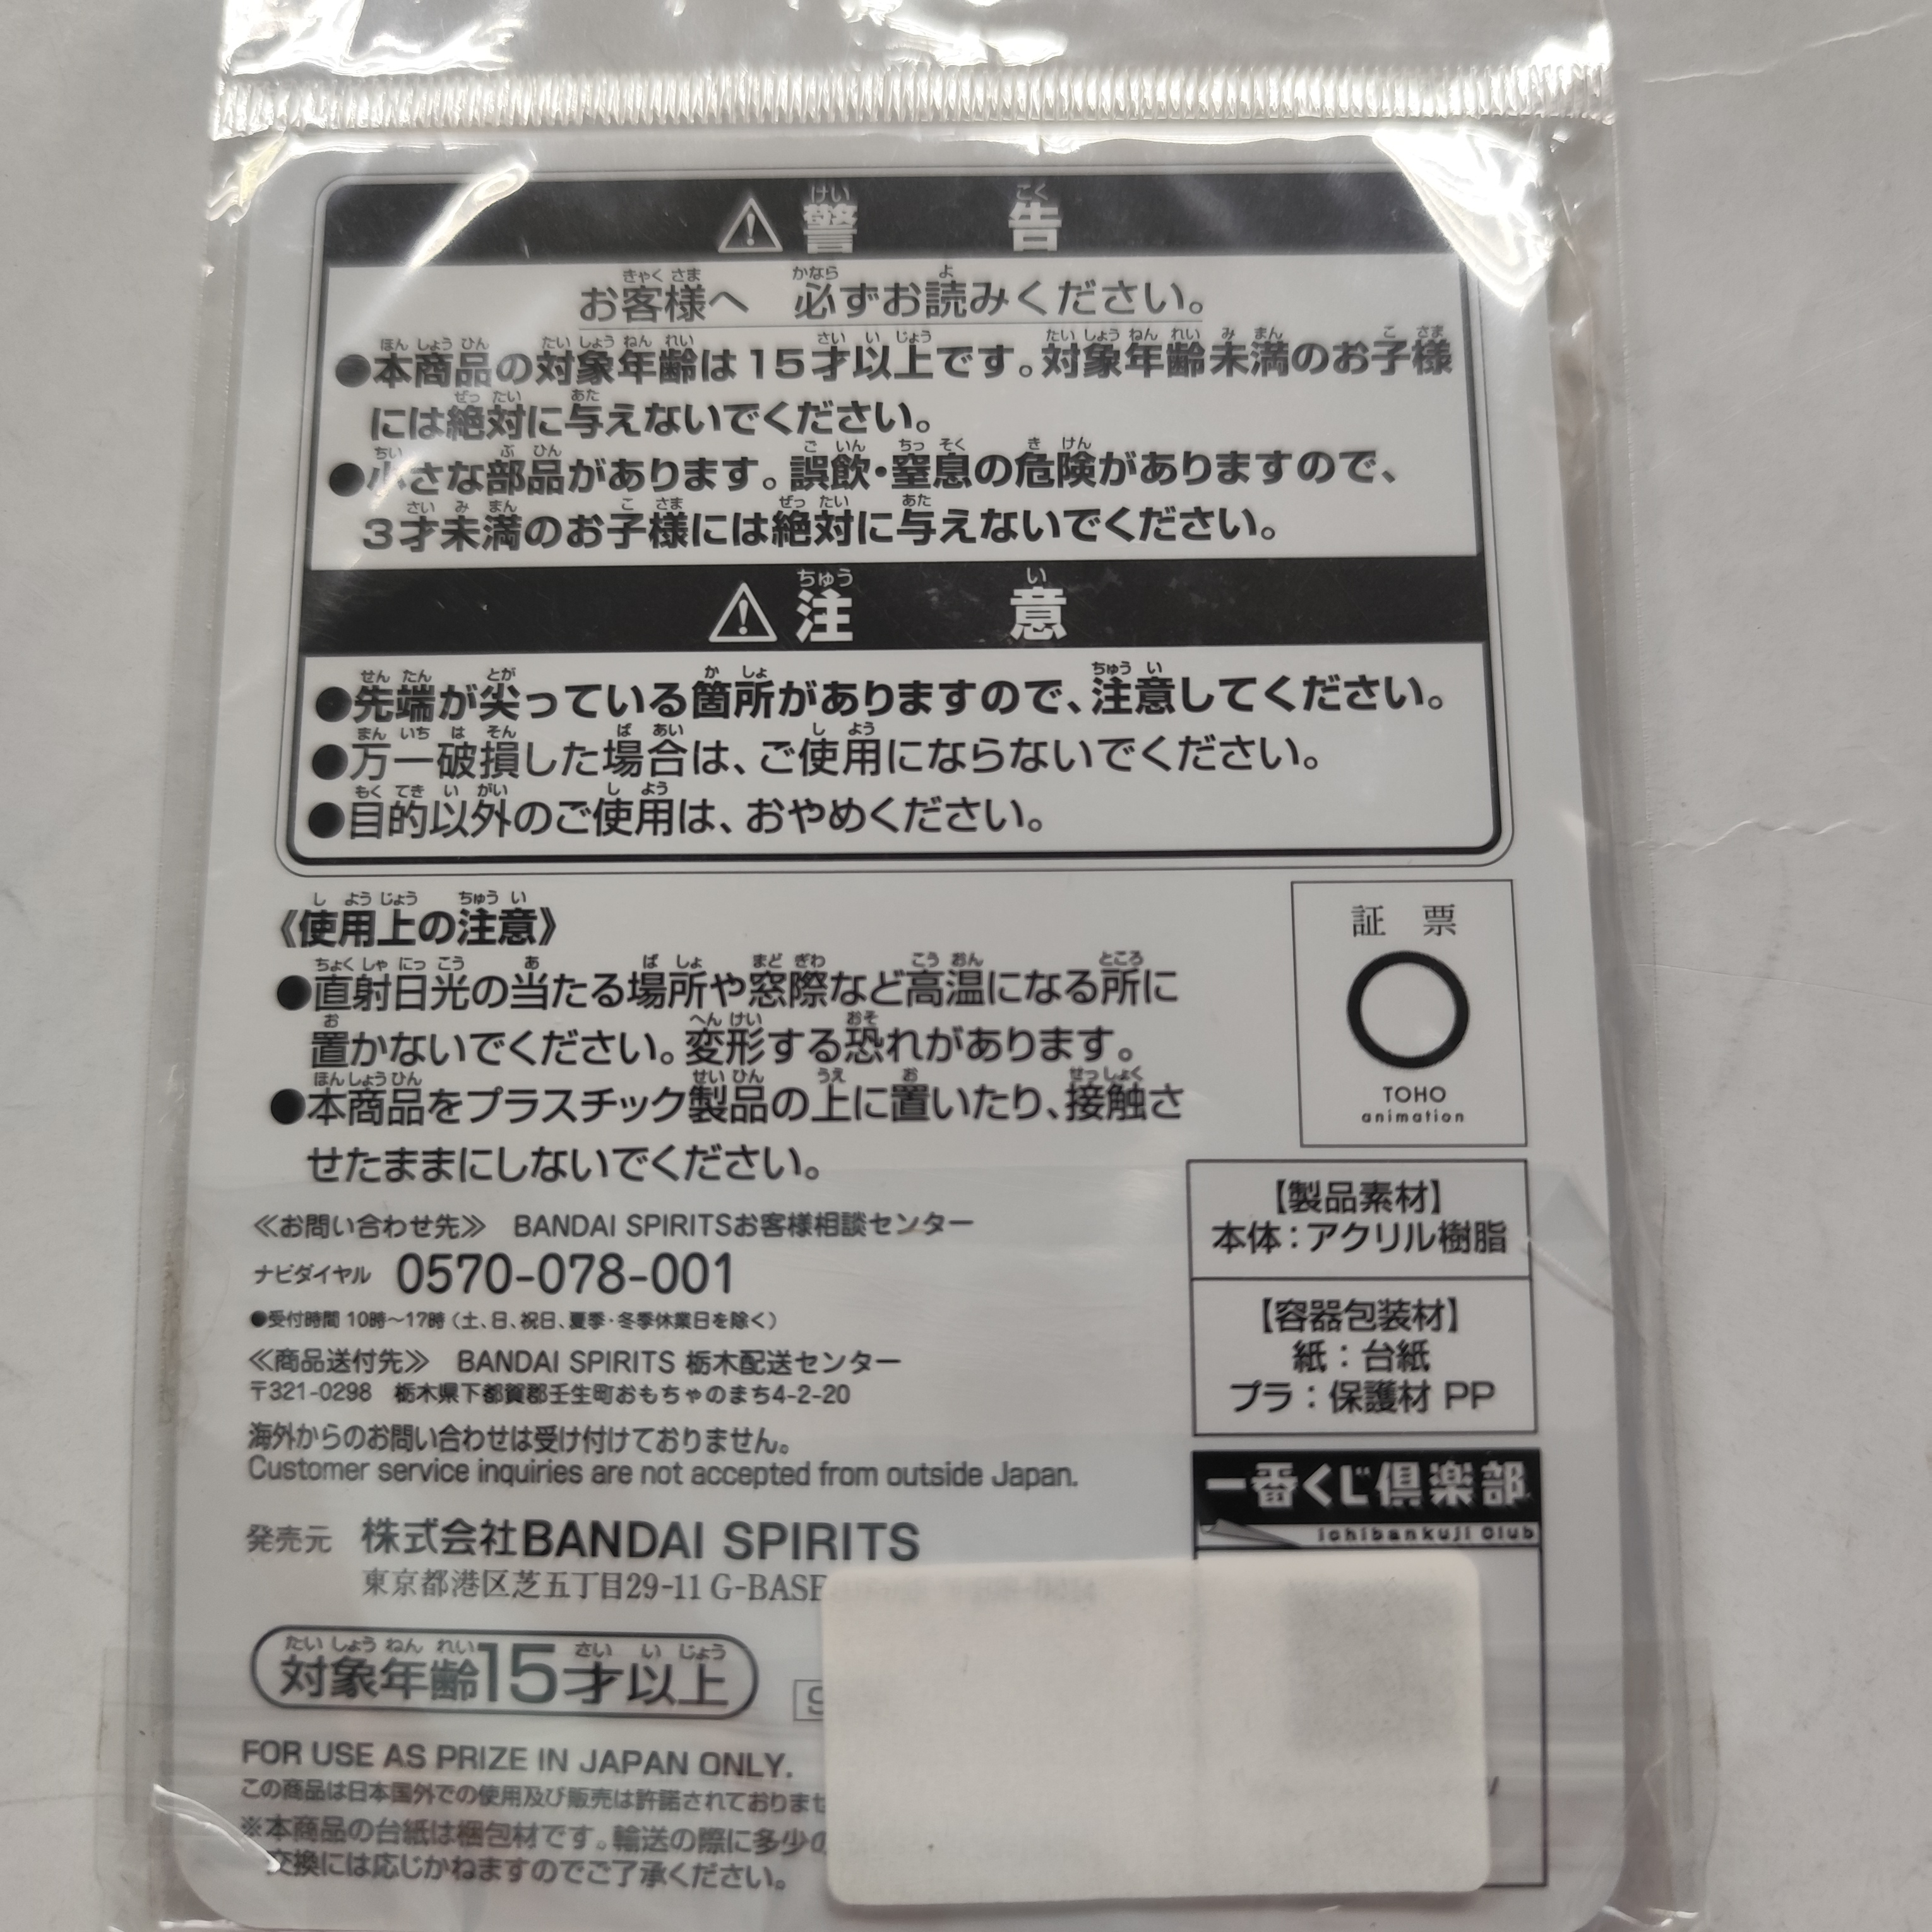 警告
お客様へ 必ずお読みください。
●本商品の対象年齢は15才以上です。対象年齢未満のお子様
には絶対に与えないでください。
●小さな部品があります。誤飲・窒息の危険がありますので、
3才未満のお子様には絶対に与えないでください。
注意
●先端が尖っている箇所がありますので、注意してください。
●万一破損した場合は、ご使用にならないでください。
●目的以外のご使用は、おやめください。
《使用上の注意》
●直射日光の当たる場所や窓際など高温になる所に
置かないでください。変形する恐れがあります。
●本商品をプラスチック製品の上に置いたり、接触さ
せたままにしないでください。
証票
TOHO
animation
【製品素材】
本体：アクリル樹脂
【容器包装材】
紙：台紙
プラ：保護材 PP
≪お問い合わせ先≫ BANDAI SPIRITSお客様相談センター
ナビダイヤル 0570-078-001
●受付時間 10時～17時（土、日、祝日、夏季・冬季休業日を除く）
≪商品送付先≫ BANDAI SPIRITS 栃木配送センター
〒321-0298 栃木県下都賀郡壬生町おもちゃのまち4-2-20
海外からのお問い合わせは受け付けておりません。
Customer service inquiries are not accepted from outside Japan.
一番くじ倶楽部
ichibankuji Club
発売元 株式会社BANDAI SPIRITS
東京都港区芝五丁目29-11 G-BASE
対象年齢15才以上
FOR USE AS PRIZE IN JAPAN ONLY.
この商品は日本国外での使用及び販売は許諾されておりませ
※本商品の台紙は梱包材です。輸送の際に多少の
交換には応じかねますのでご了承ください。